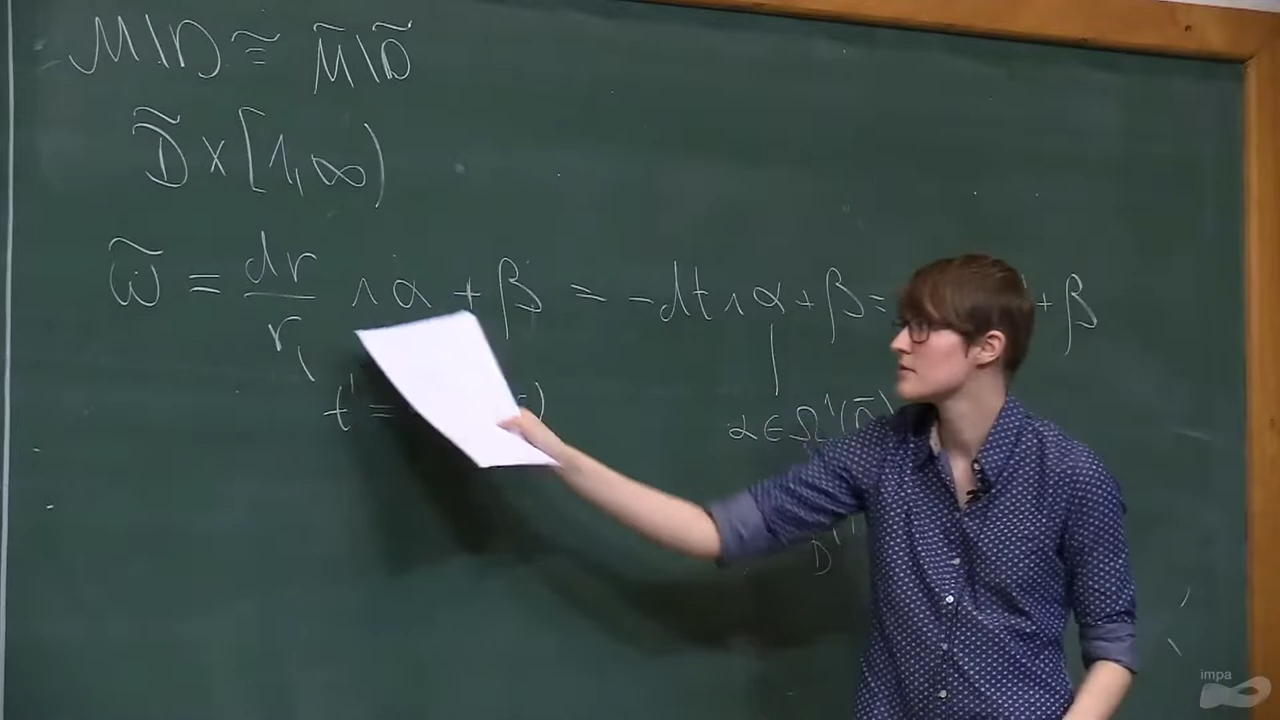 M\D ≅ M̃\D̃
D̃ × [1, ∞)
ω̃ = dr/r ∧ α + β = -dt ∧ α + β = + β
t' =
α ∈ Ω¹(D̃)
D
impa